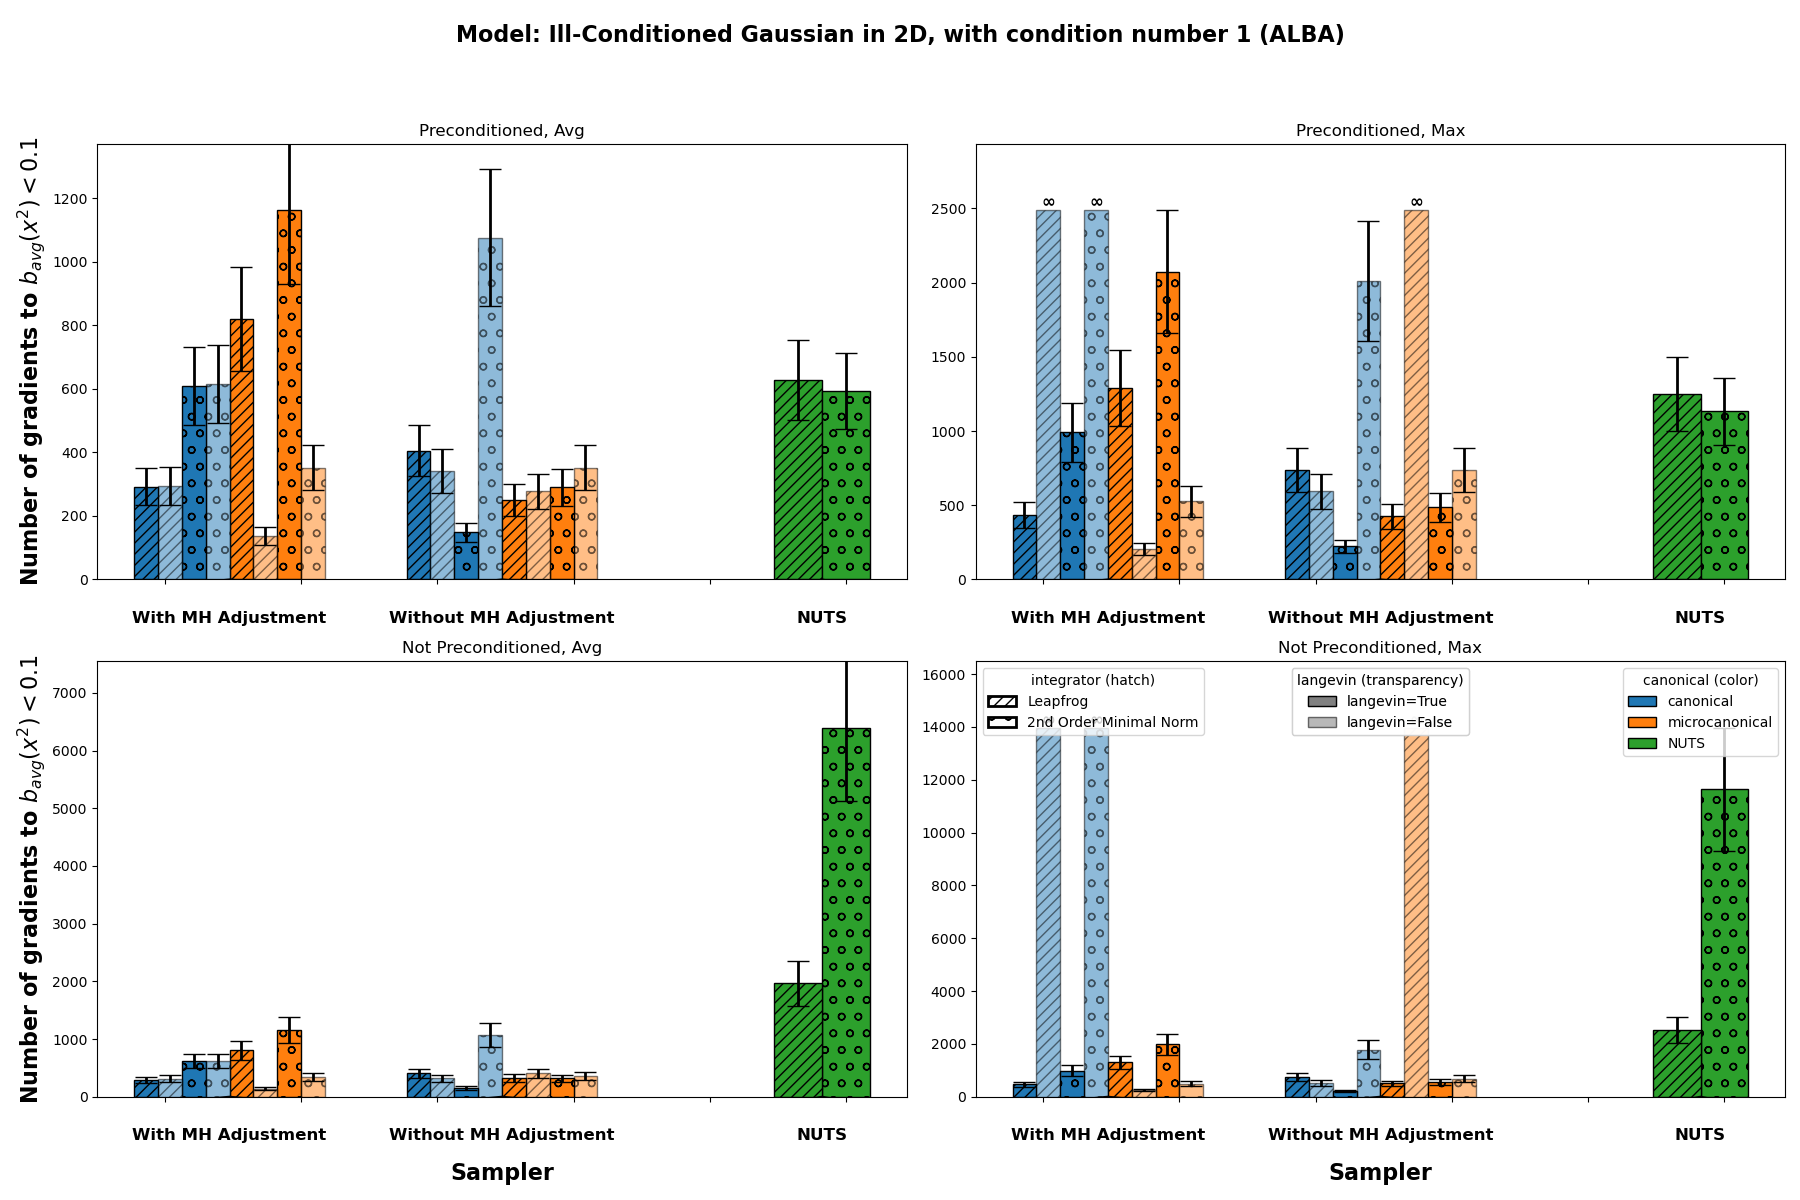 Model: Ill-Conditioned Gaussian in 2D, with condition number 1 (ALBA)
Preconditioned, Avg
Number of gradients to b_avg(x²) < 0.1
1200
1000
800
600
400
200
0
With MH Adjustment
Without MH Adjustment
NUTS
Preconditioned, Max
2500
2000
1500
1000
500
0
∞
∞
∞
With MH Adjustment
Without MH Adjustment
NUTS
Not Preconditioned, Avg
Number of gradients to b_avg(x²) < 0.1
7000
6000
5000
4000
3000
2000
1000
0
With MH Adjustment
Without MH Adjustment
NUTS
Sampler
Not Preconditioned, Max
16000
14000
12000
10000
8000
6000
4000
2000
0
integrator (hatch)
Leapfrog
2nd Order Minimal Norm
langevin (transparency)
langevin=True
langevin=False
canonical (color)
canonical
microcanonical
NUTS
With MH Adjustment
Without MH Adjustment
NUTS
Sampler